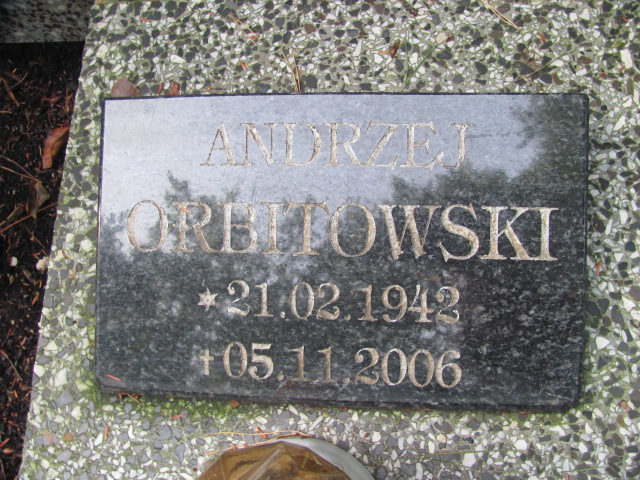 ANDRZEJ
ORBITOWSKI
* 21.02.1942
† 05.11.2006